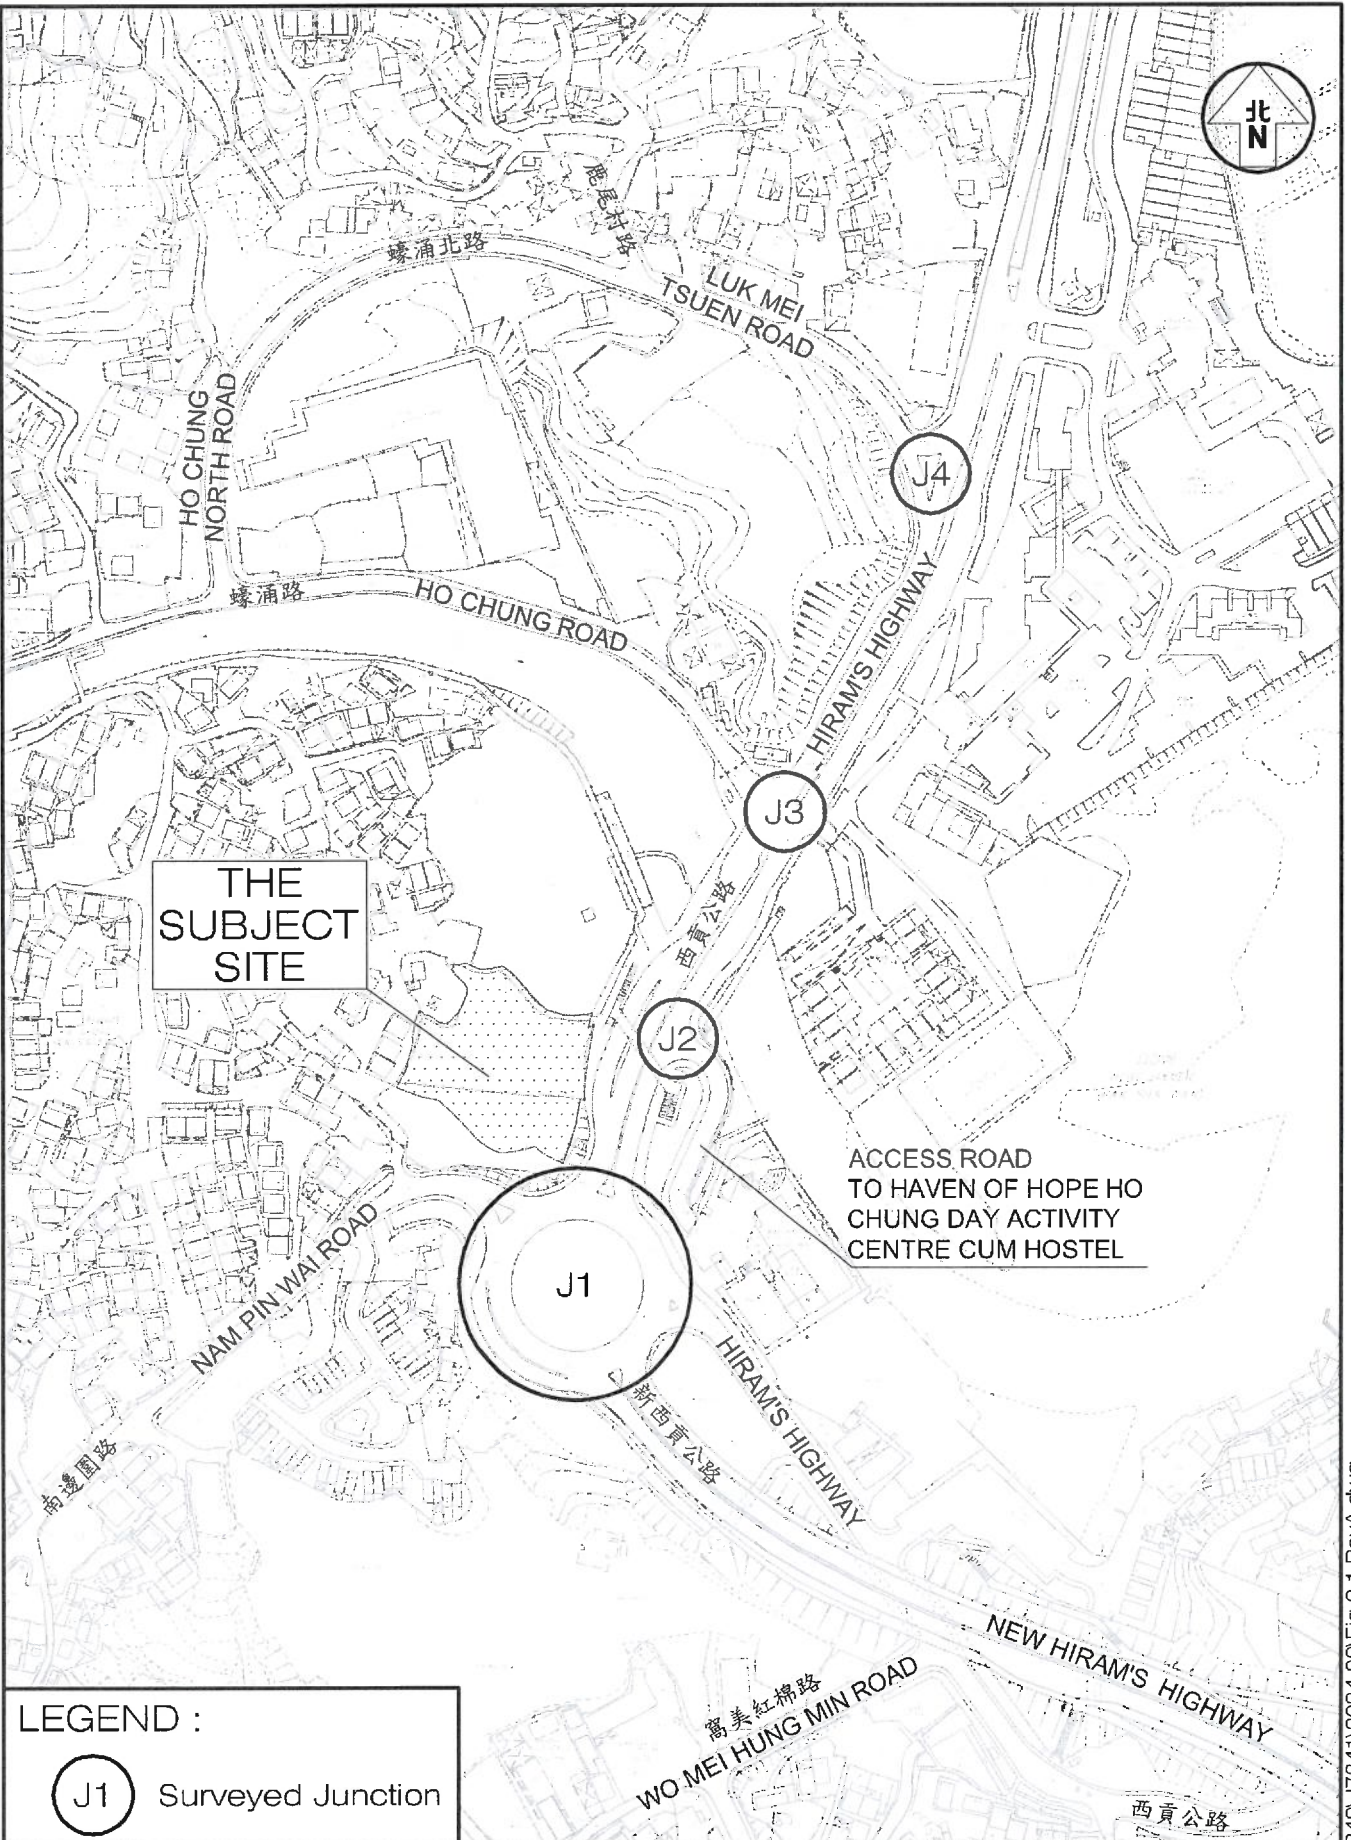 北
N
鹿尾村路
蠔涌北路
LUK MEI
TSUEN ROAD
HO CHUNG
NORTH ROAD
J4
蠔涌路
HO CHUNG ROAD
HIRAM'S HIGHWAY
J3
THE
SUBJECT
SITE
西貢公路
J2
ACCESS ROAD
TO HAVEN OF HOPE HO
CHUNG DAY ACTIVITY
CENTRE CUM HOSTEL
NAM PIN WAI ROAD
J1
HIRAM'S HIGHWAY
新西貢公路
南邊圍路
NEW HIRAM'S HIGHWAY
窩美紅棉路
WO MEI HUNG MIN ROAD
西貢公路
LEGEND :
J1 Surveyed Junction